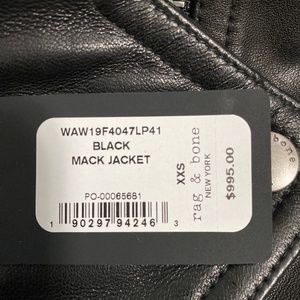 WAW19F4047LP41
BLACK
MACK JACKET
PO-00065681
1 90297 94246 3
XXS
rag & bone
NEW YORK
$995.00